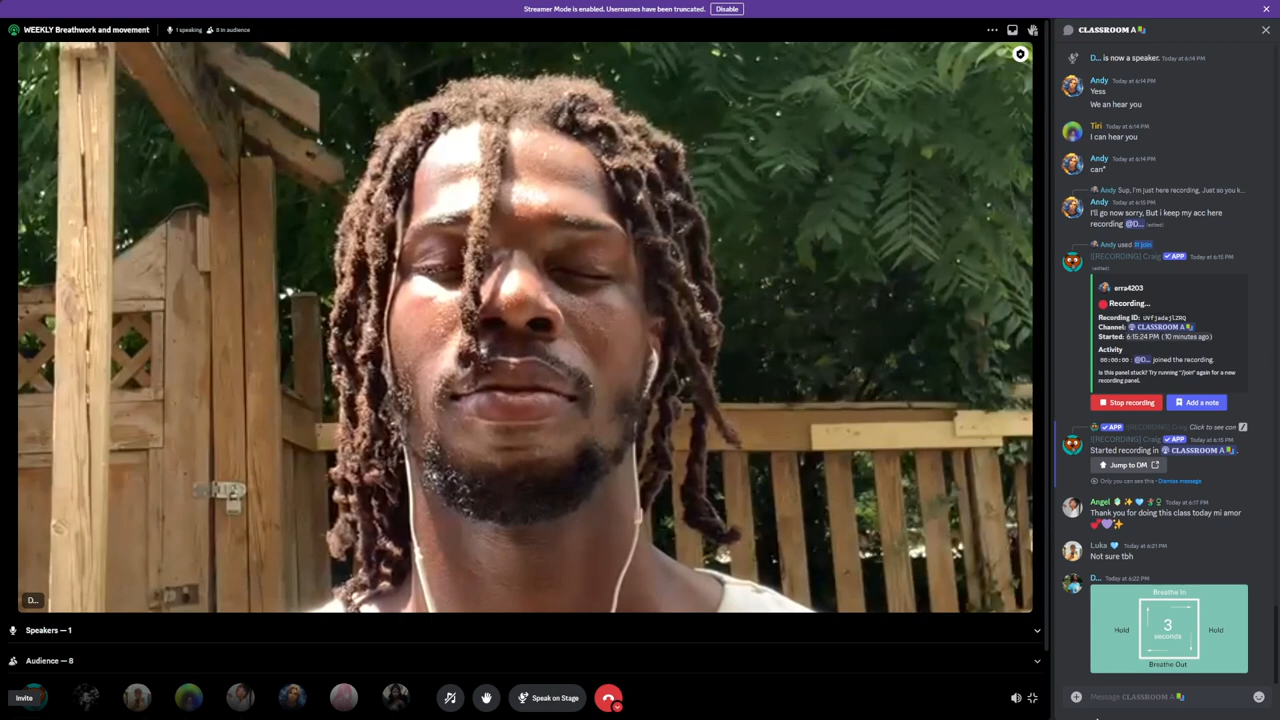 Streamer Mode is enabled. Usernames have been truncated. Disable
WEEKLY Breathwork and movement
1 speaking
8 in audience
CLASSROOM A
D... is now a speaker. Today at 6:14 PM
Andy Today at 6:14 PM
Yess
We an hear you
Tiri Today at 6:14 PM
I can hear you
Andy Today at 6:14 PM
can*
Andy Sup, I'm just here recording, Just so you k...
Andy Today at 6:15 PM
I'll go now sorry, But i keep my acc here
recording @D... (edited)
Andy used join
![RECORDING] Craig APP Today at 6:15 PM
(edited)
erra4203
Recording...
Recording ID: UVfjadajlZRQ
Channel: CLASSROOM A
Started: 6:15:24 PM (10 minutes ago)
Activity
00:00:00 : @D... joined the recording.
Is this panel stuck? Try running "/join" again for a new
recording panel.
Stop recording
Add a note
APP ![RECORDING] Craig Click to see con
![RECORDING] Craig APP Today at 6:15 PM
Started recording in CLASSROOM A.
Jump to DM
Only you can see this • Dismiss message
Angel Today at 6:17 PM
Thank you for doing this class today mi amor
Luka Today at 6:21 PM
Not sure tbh
D... Today at 6:22 PM
Breathe In
Hold
3
seconds
Hold
Breathe Out
Message CLASSROOM A
D...
Speakers — 1
Audience — 8
Invite
Speak on Stage